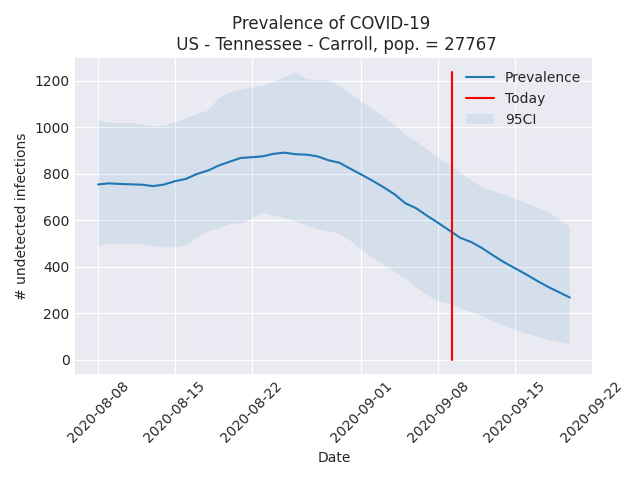 Prevalence of COVID-19
US - Tennessee - Carroll, pop. = 27767
Prevalence
Today
95CI
# undetected infections
1200
1000
800
600
400
200
0
2020-08-08
2020-08-15
2020-08-22
2020-09-01
2020-09-08
2020-09-15
2020-09-22
Date